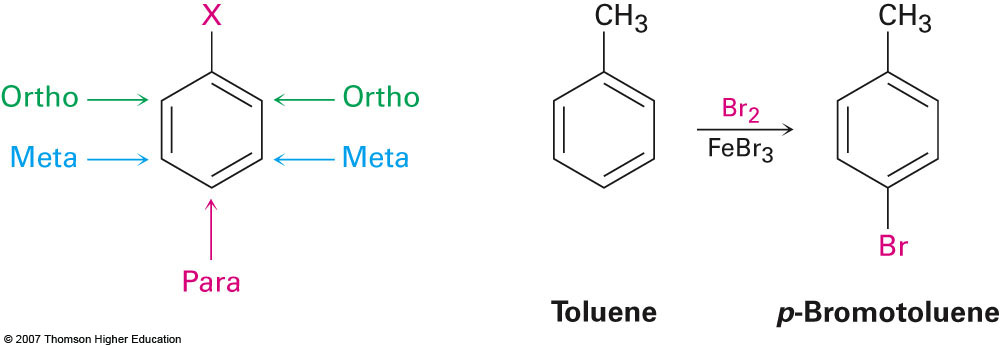 X
CH₃
CH₃
Ortho
Ortho
Br₂
Meta
Meta
FeBr₃
Br
Para
Toluene
p-Bromotoluene
© 2007 Thomson Higher Education